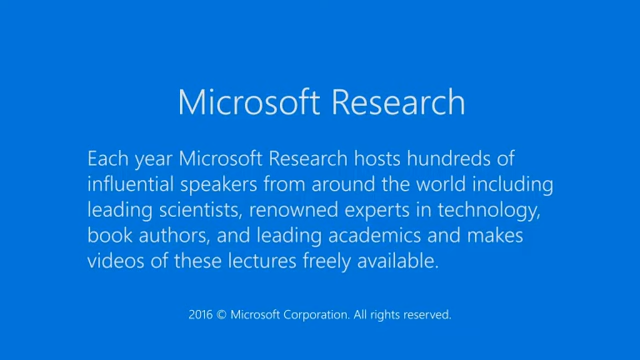 Microsoft Research
Each year Microsoft Research hosts hundreds of
influential speakers from around the world including
leading scientists, renowned experts in technology,
book authors, and leading academics and makes
videos of these lectures freely available.
2016 © Microsoft Corporation. All rights reserved.